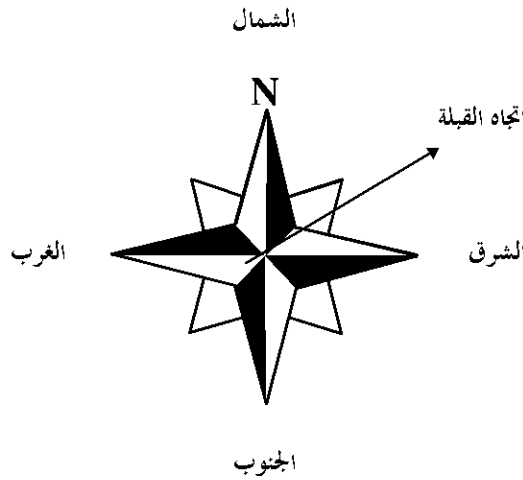 الشمال
N
اتجاه القبلة
الغرب
الشرق
الجنوب